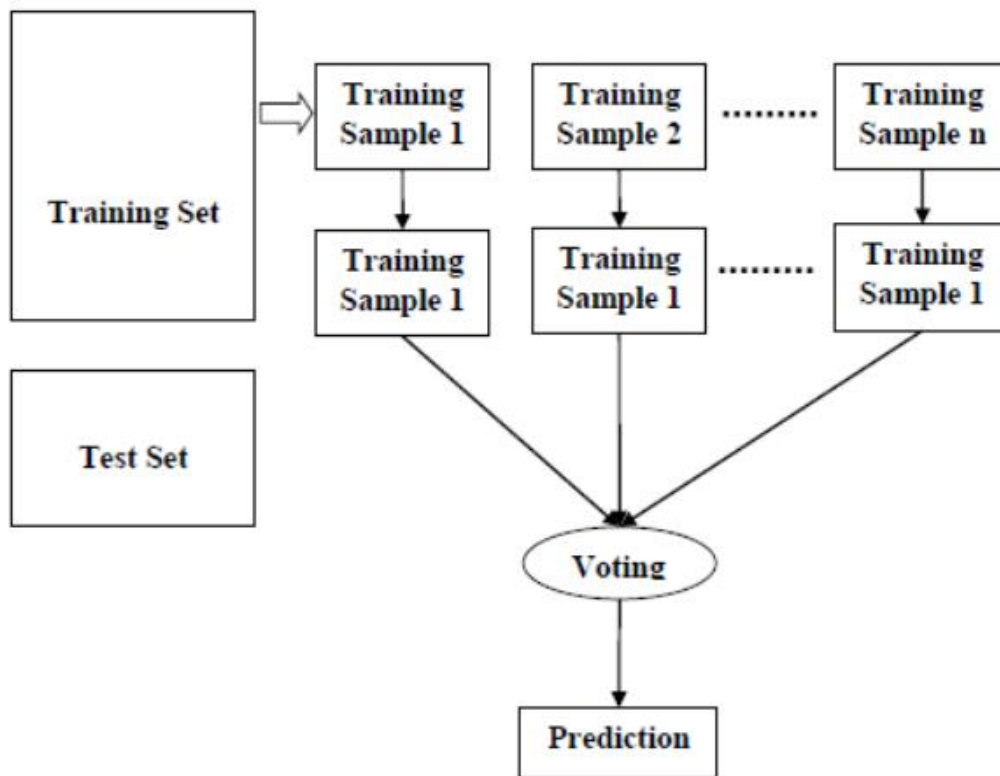 Training Set
Training
Sample 1
Training
Sample 2
Training
Sample n
Training
Sample 1
Training
Sample 1
Training
Sample 1
Test Set
Voting
Prediction